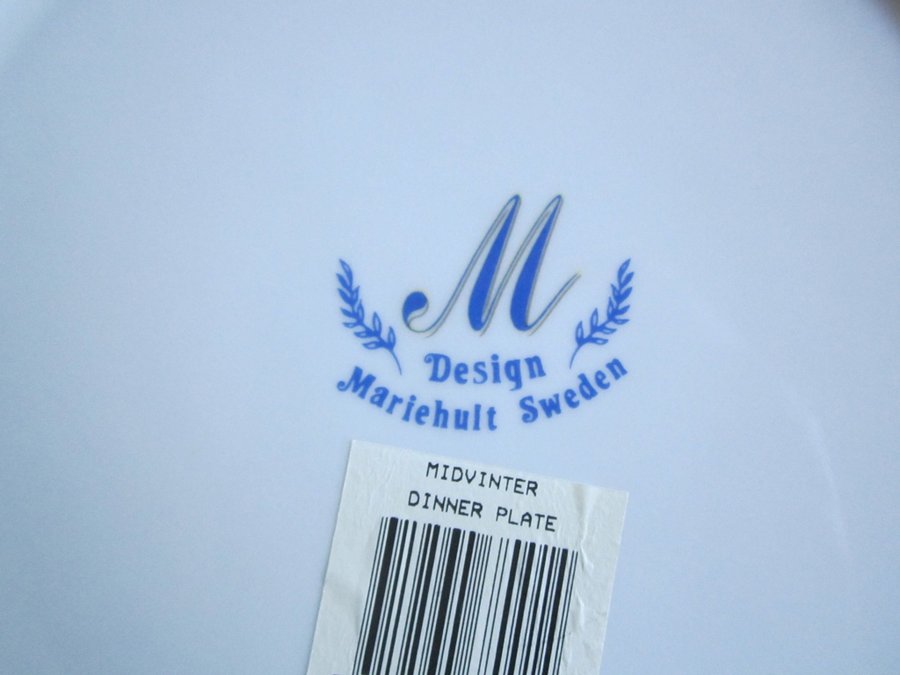 M
Design
Mariehult Sweden
MIDVINTER
DINNER PLATE